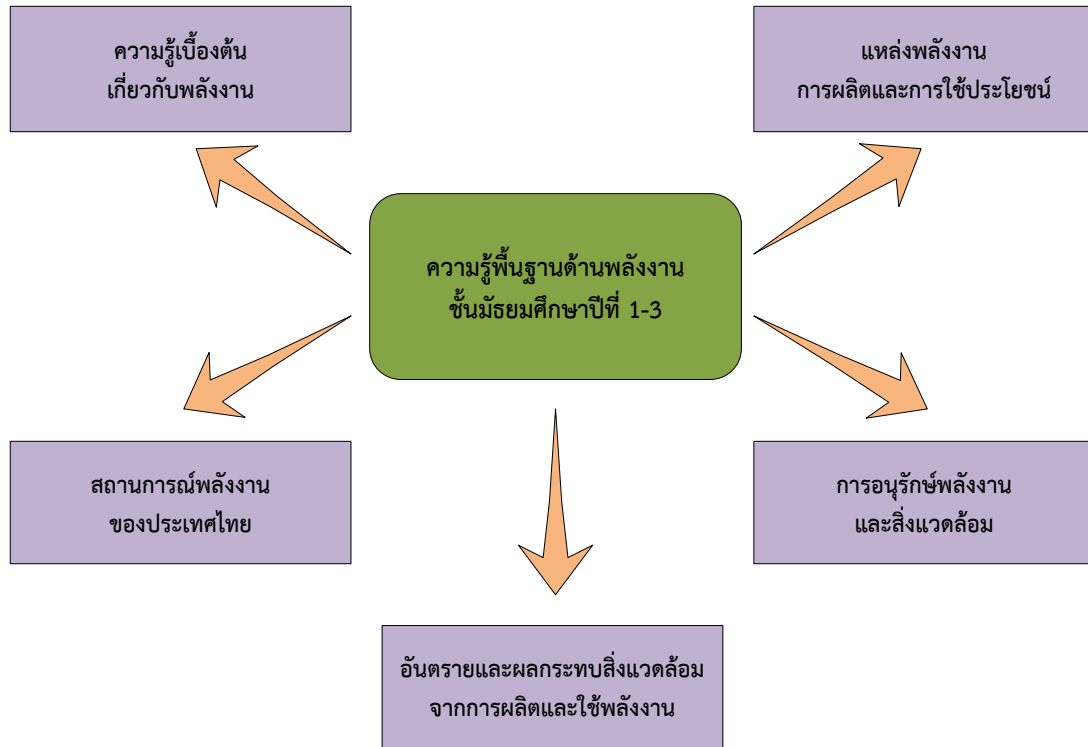 ความรู้เบื้องต้น
เกี่ยวกับพลังงาน
แหล่งพลังงาน
การผลิตและการใช้ประโยชน์
ความรู้พื้นฐานด้านพลังงาน
ชั้นมัธยมศึกษาปีที่ 1-3
สถานการณ์พลังงาน
ของประเทศไทย
การอนุรักษ์พลังงาน
และสิ่งแวดล้อม
อันตรายและผลกระทบสิ่งแวดล้อม
จากการผลิตและใช้พลังงาน